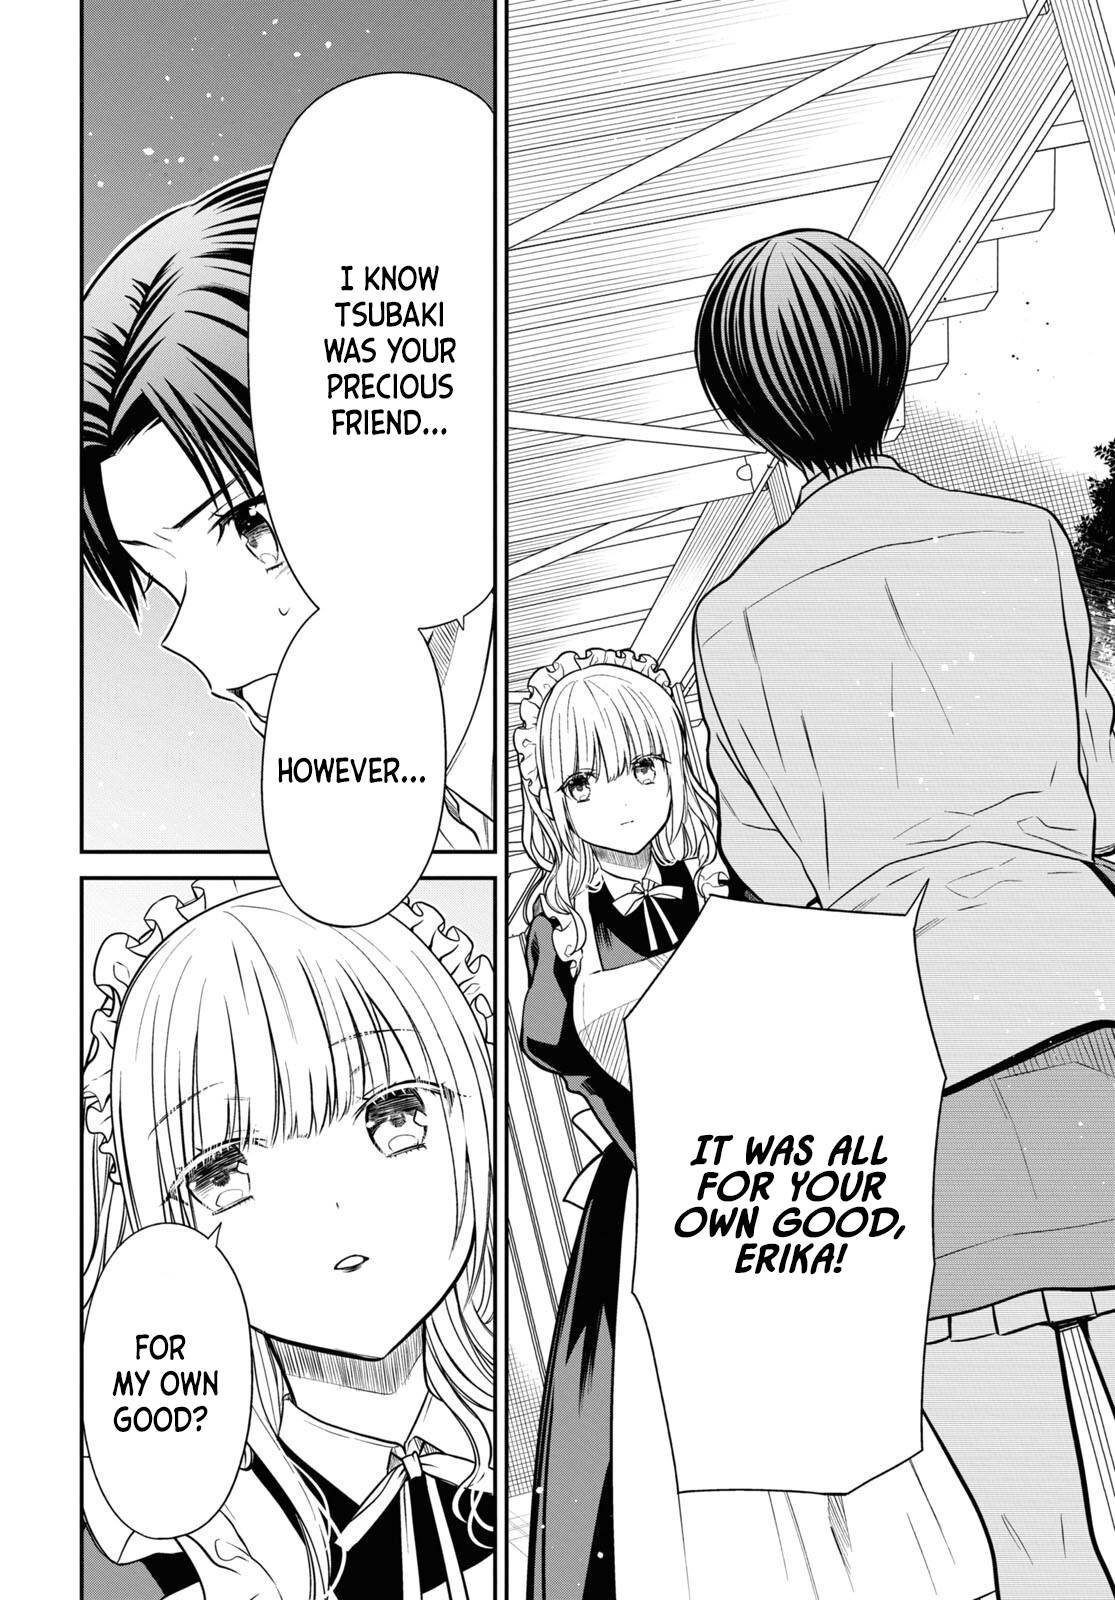 IT WAS ALL
FOR YOUR
OWN GOOD,
ERIKA!
I KNOW
TSUBAKI
WAS YOUR
PRECIOUS
FRIEND...
HOWEVER...
FOR
MY OWN
GOOD?